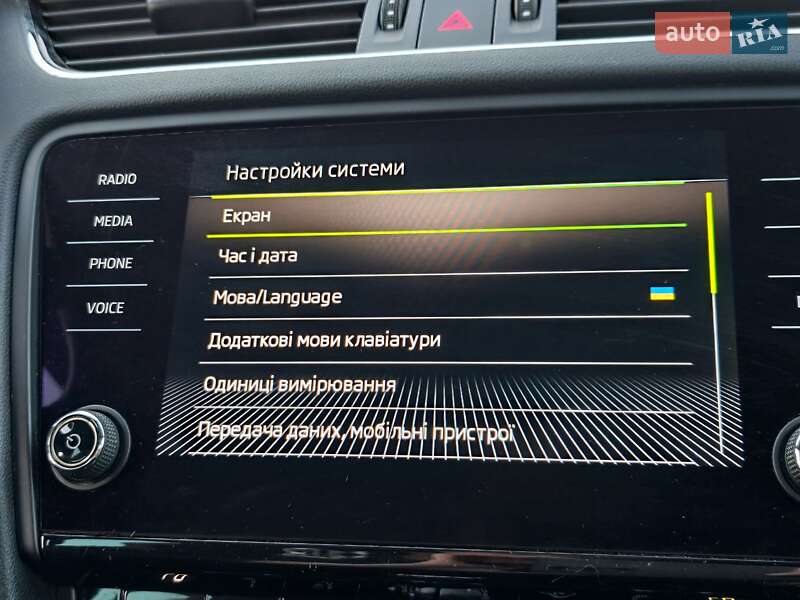 auto RIA .com
RADIO
MEDIA
PHONE
VOICE
Настройки системи
Екран
Час і дата
Мова/Language
Додаткові мови клавіатури
Одиниці вимірювання
Передача даних, мобільні пристрої